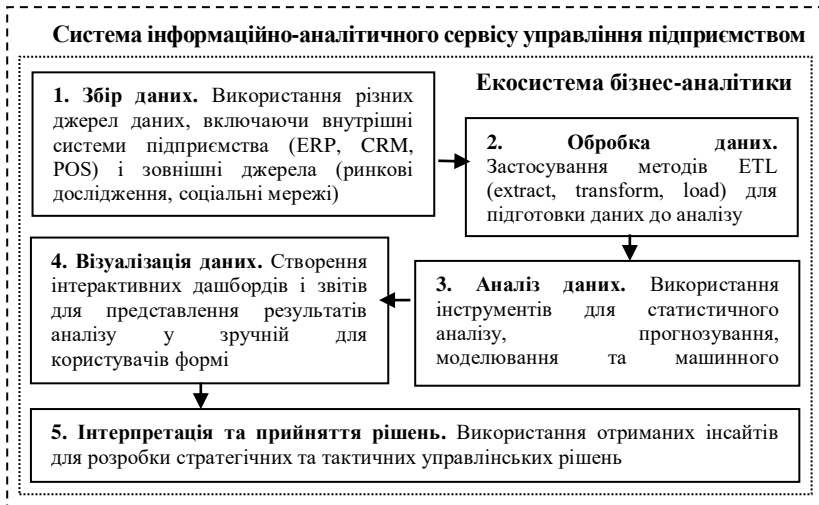 Система інформаційно-аналітичного сервісу управління підприємством
Екосистема бізнес-аналітики
1. Збір даних. Використання різних
джерел даних, включаючи внутрішні
системи підприємства (ERP, CRM,
POS) і зовнішні джерела (ринкові
дослідження, соціальні мережі)
2. Обробка даних.
Застосування методів ETL
(extract, transform, load) для
підготовки даних до аналізу
3. Аналіз даних. Використання
інструментів для статистичного
аналізу, прогнозування,
моделювання та машинного
4. Візуалізація даних. Створення
інтерактивних дашбордів і звітів
для представлення результатів
аналізу у зручній для
користувачів формі
5. Інтерпретація та прийняття рішень. Використання отриманих інсайтів
для розробки стратегічних та тактичних управлінських рішень